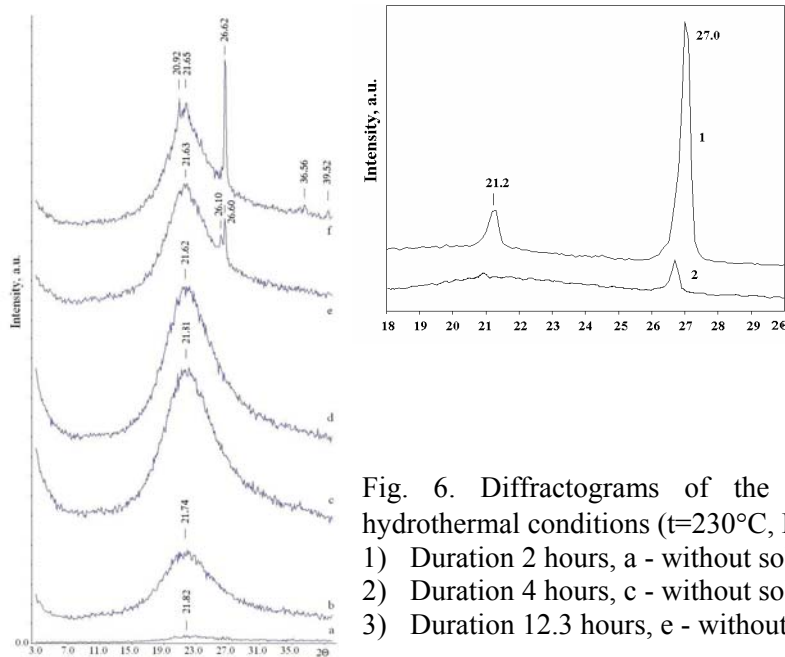 20.92
21.65
26.62
21.63
36.56
39.52
f
26.10
26.60
21.62
e
21.81
d
c
21.74
b
21.82
a
Intensity, a.u.
0.0
3.0 7.0 11.0 15.0 19.0 23.0 27.0 31.0 35.0 2Θ
27.0
1
21.2
2
Intensity, a.u.
18 19 20 21 22 23 24 25 26 27 28 29
Fig. 6. Diffractograms of the
hydrothermal conditions (t=230°C,
1) Duration 2 hours, a - without so
2) Duration 4 hours, c - without so
3) Duration 12.3 hours, e - without